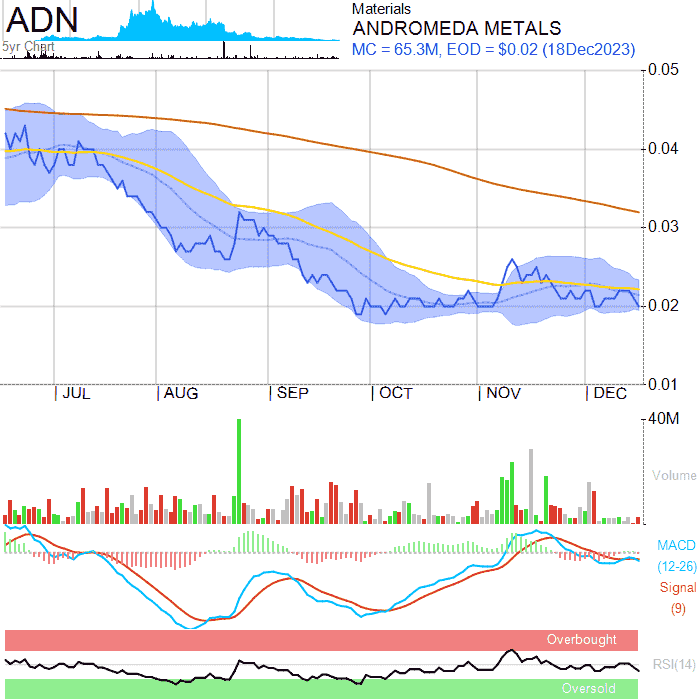 ADN
5yr Chart
Materials
ANDROMEDA METALS
MC = 65.3M, EOD = $0.02 (18Dec2023)
0.05
0.04
0.03
0.02
0.01
JUL
AUG
SEP
OCT
NOV
DEC
40M
Volume
MACD
(12-26)
Signal
(9)
Overbought
RSI(14)
Oversold